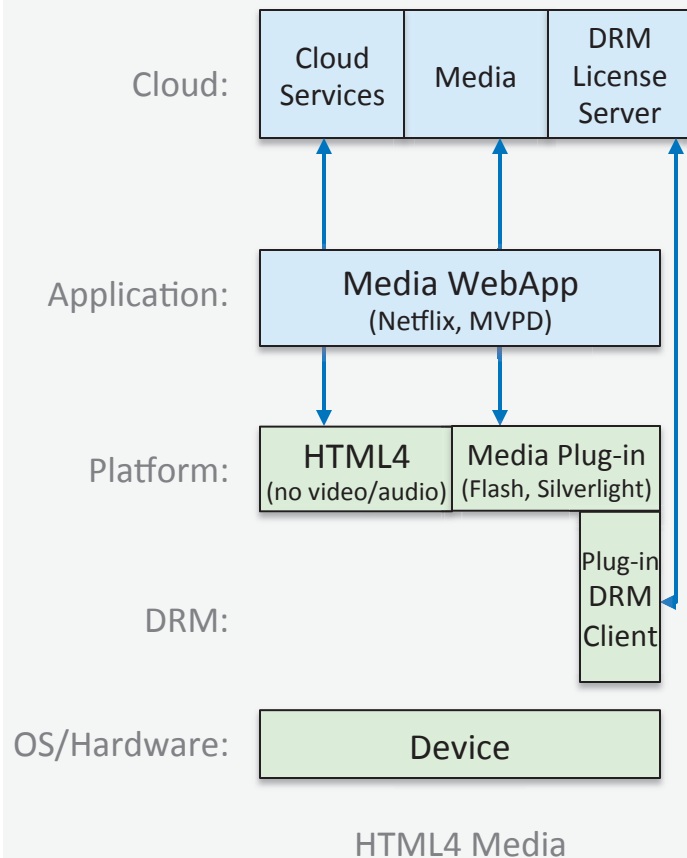 Cloud:
Cloud
Services
Media
DRM
License
Server
Application:
Media WebApp
(Netflix, MVPD)
Platform:
HTML4
(no video/audio)
Media Plug-in
(Flash, Silverlight)
DRM:
Plug-in
DRM
Client
OS/Hardware:
Device
HTML4 Media